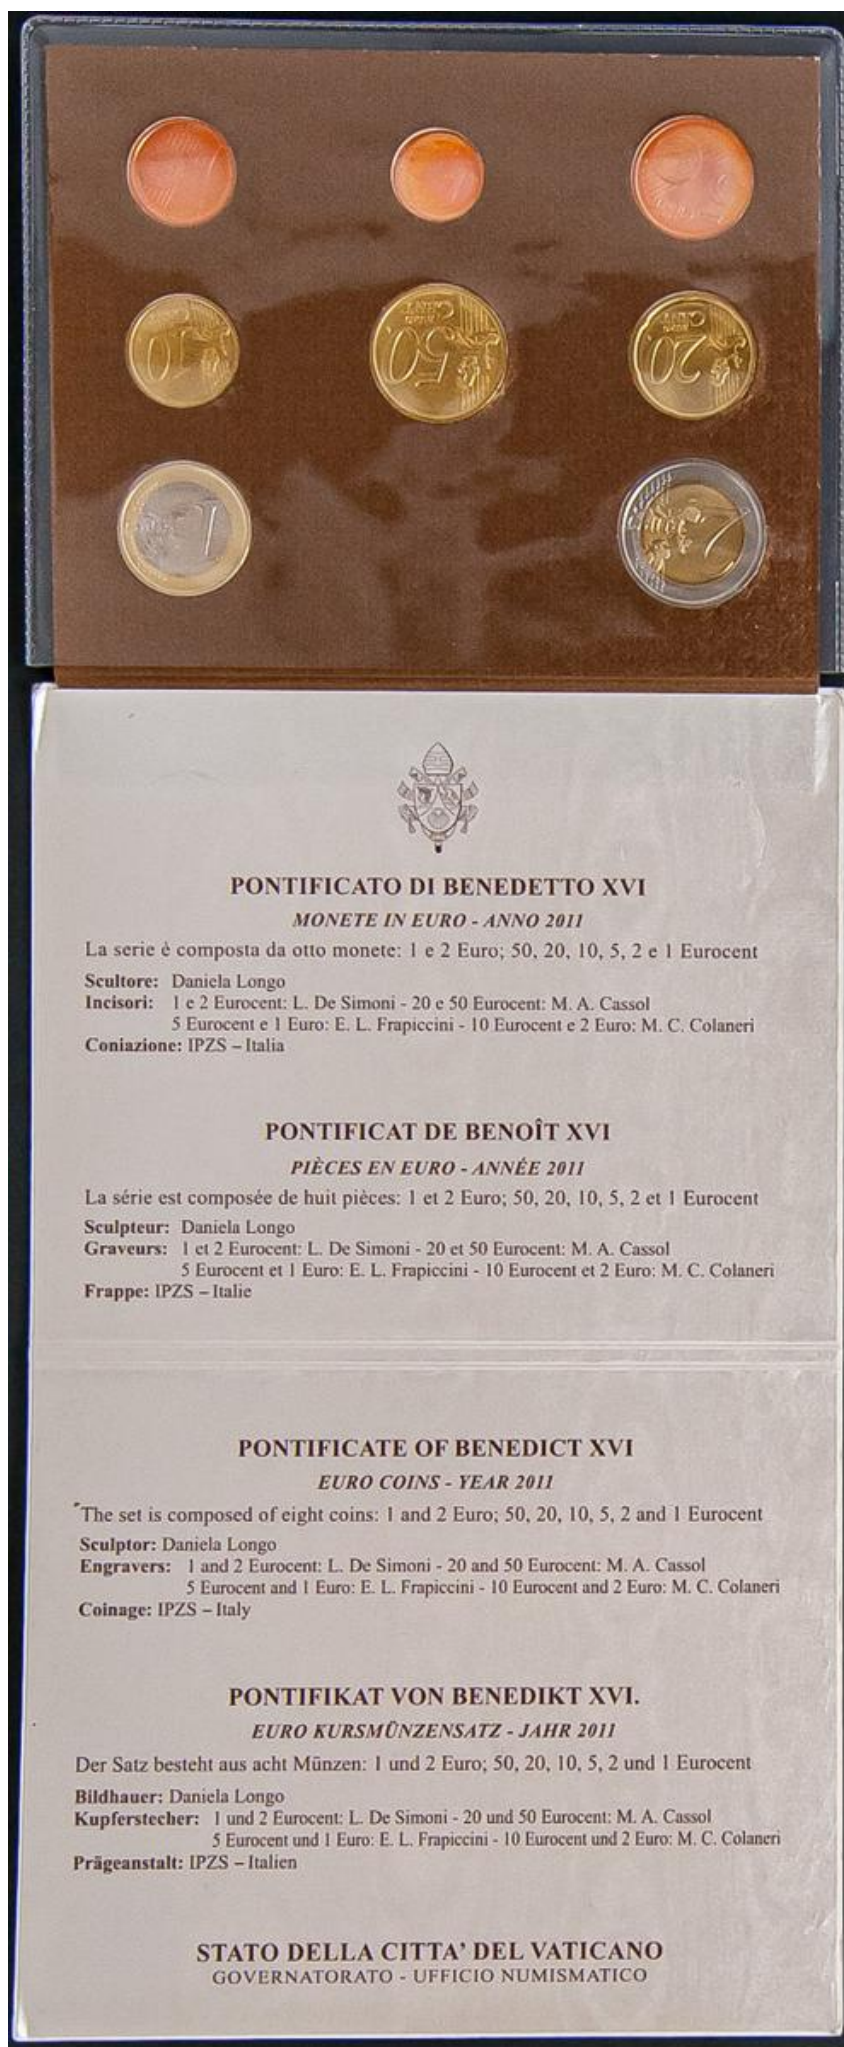 10
EURO
CENT
50
EURO
CENT
20
EURO
CENT
1
2
PONTIFICATO DI BENEDETTO XVI
MONETE IN EURO - ANNO 2011
La serie è composta da otto monete: 1 e 2 Euro; 50, 20, 10, 5, 2 e 1 Eurocent
Scultore: Daniela Longo
Incisori: 1 e 2 Eurocent: L. De Simoni - 20 e 50 Eurocent: M. A. Cassol
5 Eurocent e 1 Euro: E. L. Frapiccini - 10 Eurocent e 2 Euro: M. C. Colaneri
Coniazione: IPZS – Italia
PONTIFICAT DE BENOÎT XVI
PIÈCES EN EURO - ANNÉE 2011
La série est composée de huit pièces: 1 et 2 Euro; 50, 20, 10, 5, 2 et 1 Eurocent
Sculpteur: Daniela Longo
Graveurs: 1 et 2 Eurocent: L. De Simoni - 20 et 50 Eurocent: M. A. Cassol
5 Eurocent et 1 Euro: E. L. Frapiccini - 10 Eurocent et 2 Euro: M. C. Colaneri
Frappe: IPZS – Italie
PONTIFICATE OF BENEDICT XVI
EURO COINS - YEAR 2011
The set is composed of eight coins: 1 and 2 Euro; 50, 20, 10, 5, 2 and 1 Eurocent
Sculptor: Daniela Longo
Engravers: 1 and 2 Eurocent: L. De Simoni - 20 and 50 Eurocent: M. A. Cassol
5 Eurocent and 1 Euro: E. L. Frapiccini - 10 Eurocent and 2 Euro: M. C. Colaneri
Coinage: IPZS – Italy
PONTIFIKAT VON BENEDIKT XVI.
EURO KURSMÜNZENSATZ - JAHR 2011
Der Satz besteht aus acht Münzen: 1 und 2 Euro; 50, 20, 10, 5, 2 und 1 Eurocent
Bildhauer: Daniela Longo
Kupferstecher: 1 und 2 Eurocent: L. De Simoni - 20 und 50 Eurocent: M. A. Cassol
5 Eurocent und 1 Euro: E. L. Frapiccini - 10 Eurocent und 2 Euro: M. C. Colaneri
Prägeanstalt: IPZS – Italien
STATO DELLA CITTA' DEL VATICANO
GOVERNATORATO - UFFICIO NUMISMATICO